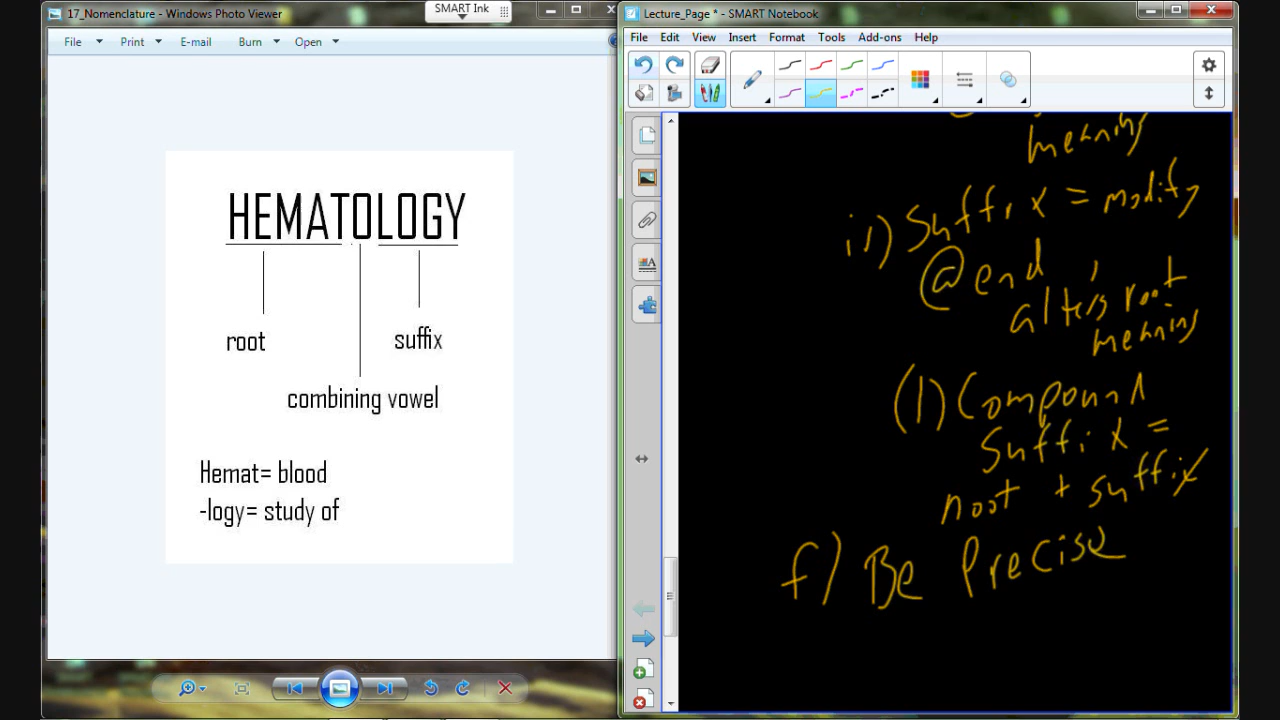 17_Nomenclature - Windows Photo Viewer
SMART Ink
File Print E-mail Burn Open
HEMATOLOGY
root
suffix
combining vowel
Hemat= blood
-logy= study of
Lecture_Page * - SMART Notebook
File Edit View Insert Format Tools Add-ons Help
meaning
ii) Suffix = modify
@ end,
alters root
meaning
(1) Compound
Suffix =
root + suffix
f) Be Precise